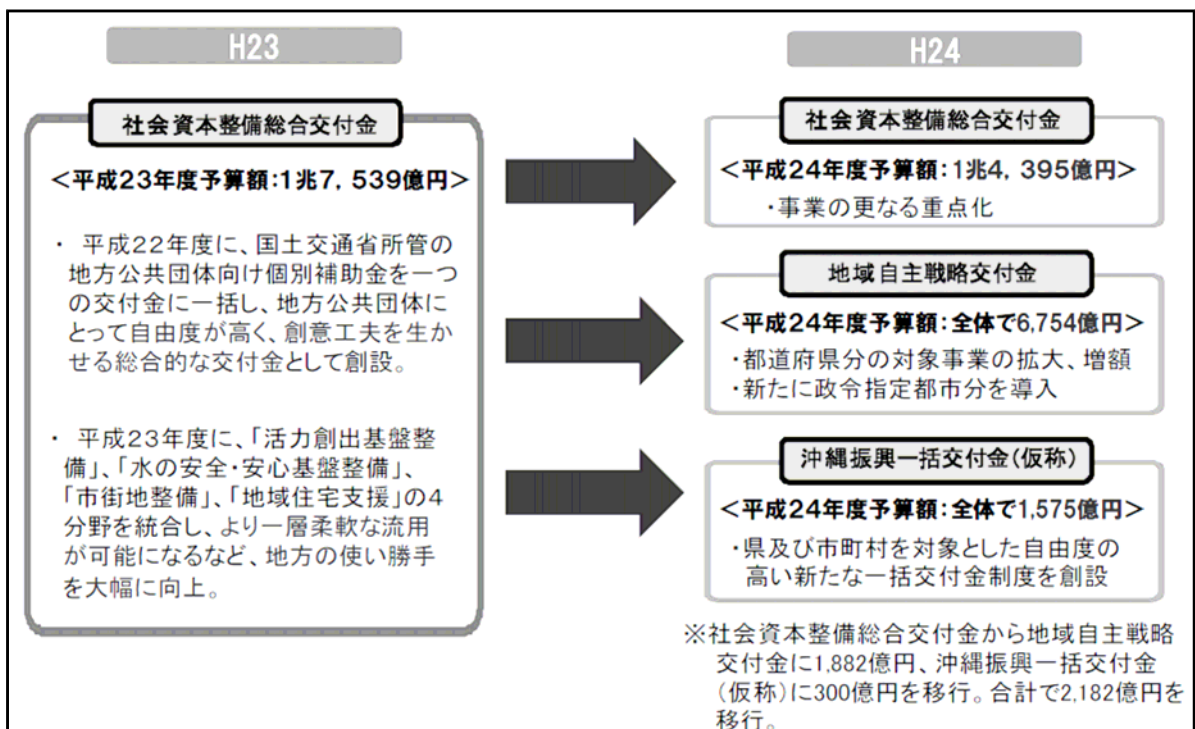 H23
社会資本整備総合交付金
<平成23年度予算額:1兆7,539億円>
・ 平成22年度に、国土交通省所管の
地方公共団体向け個別補助金を一つ
の交付金に一括し、地方公共団体に
とって自由度が高く、創意工夫を生か
せる総合的な交付金として創設。
・ 平成23年度に、「活力創出基盤整
備」、「水の安全・安心基盤整備」、
「市街地整備」、「地域住宅支援」の4
分野を統合し、より一層柔軟な流用
が可能になるなど、地方の使い勝手
を大幅に向上。
H24
社会資本整備総合交付金
<平成24年度予算額:1兆4,395億円>
・事業の更なる重点化
地域自主戦略交付金
<平成24年度予算額:全体で6,754億円>
・都道府県分の対象事業の拡大、増額
・新たに政令指定都市分を導入
沖縄振興一括交付金(仮称)
<平成24年度予算額:全体で1,575億円>
・県及び市町村を対象とした自由度の
高い新たな一括交付金制度を創設
※社会資本整備総合交付金から地域自主戦略
交付金に1,882億円、沖縄振興一括交付金
(仮称)に300億円を移行。合計で2,182億円を
移行。